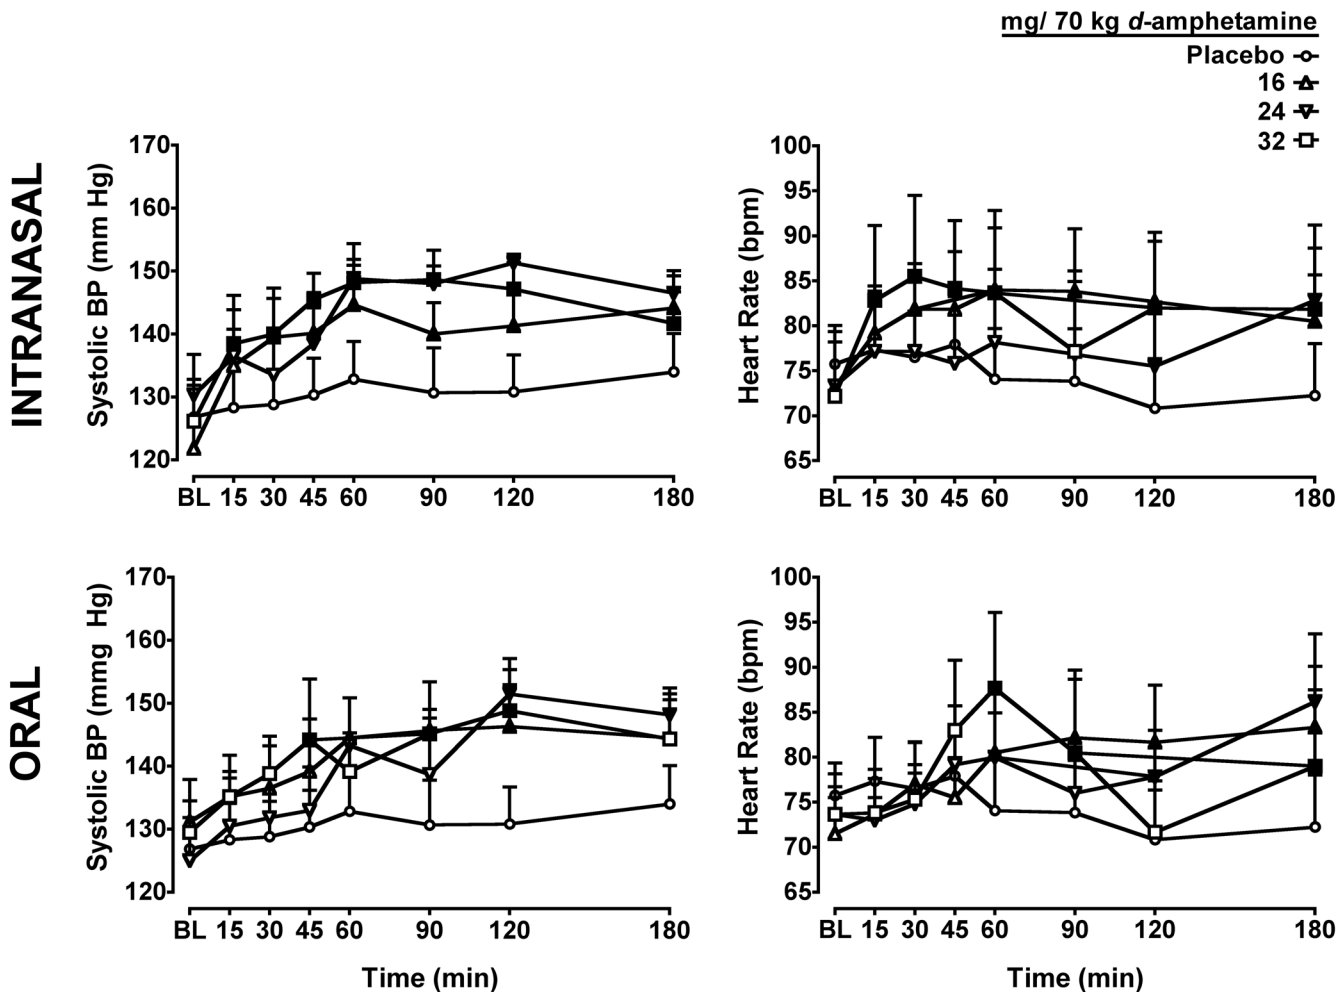 mg/ 70 kg d-amphetamine
Placebo
16
24
32
INTRANASAL
Systolic BP (mm Hg)
170
160
150
140
130
120
BL 15 30 45 60 90 120 180
Heart Rate (bpm)
100
95
90
85
80
75
70
65
BL 15 30 45 60 90 120 180
ORAL
Systolic BP (mmg Hg)
170
160
150
140
130
120
BL 15 30 45 60 90 120 180
Time (min)
Heart Rate (bpm)
100
95
90
85
80
75
70
65
BL 15 30 45 60 90 120 180
Time (min)